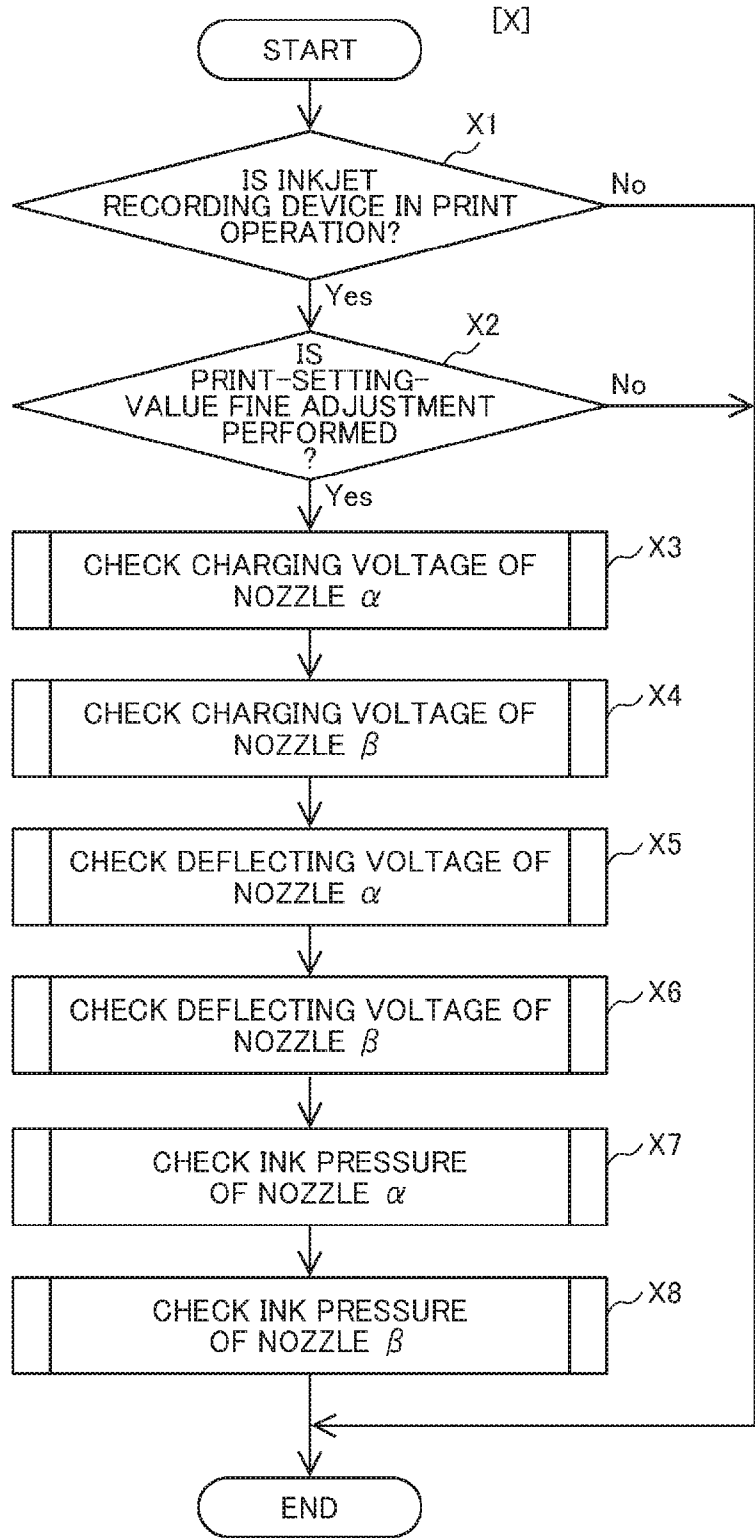 [X]
START
X1
IS INKJET
RECORDING DEVICE IN PRINT
OPERATION?
No
Yes
X2
IS
PRINT-SETTING-
VALUE FINE ADJUSTMENT
PERFORMED
?
No
Yes
CHECK CHARGING VOLTAGE OF
NOZZLE α
X3
CHECK CHARGING VOLTAGE OF
NOZZLE β
X4
CHECK DEFLECTING VOLTAGE OF
NOZZLE α
X5
CHECK DEFLECTING VOLTAGE OF
NOZZLE β
X6
CHECK INK PRESSURE
OF NOZZLE α
X7
CHECK INK PRESSURE
OF NOZZLE β
X8
END